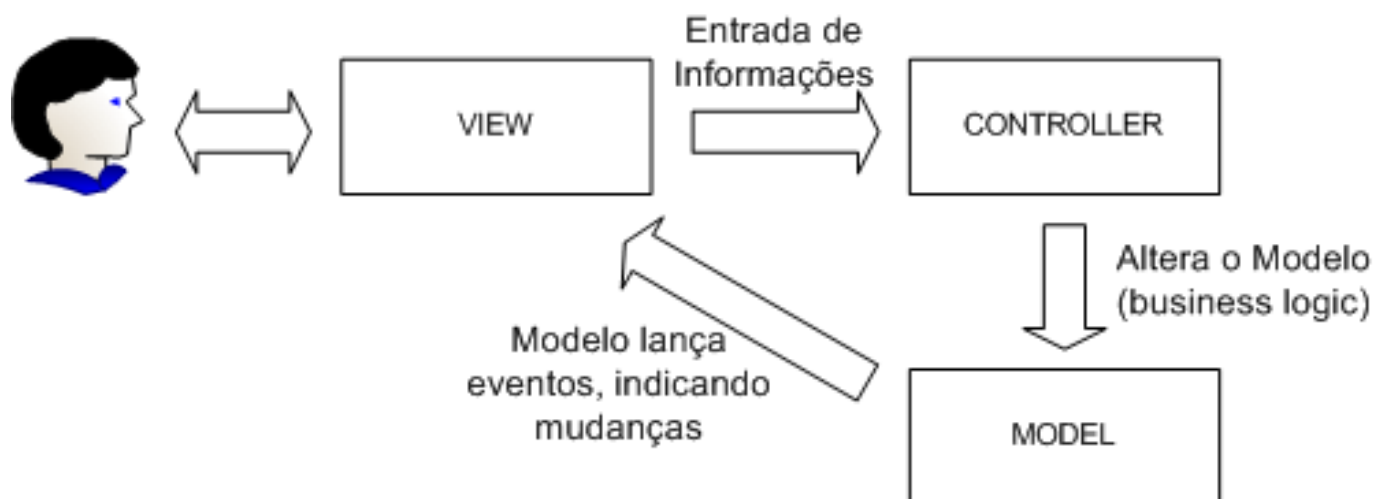 Entrada de
Informações
VIEW
CONTROLLER
Altera o Modelo
(business logic)
Modelo lança
eventos, indicando
mudanças
MODEL